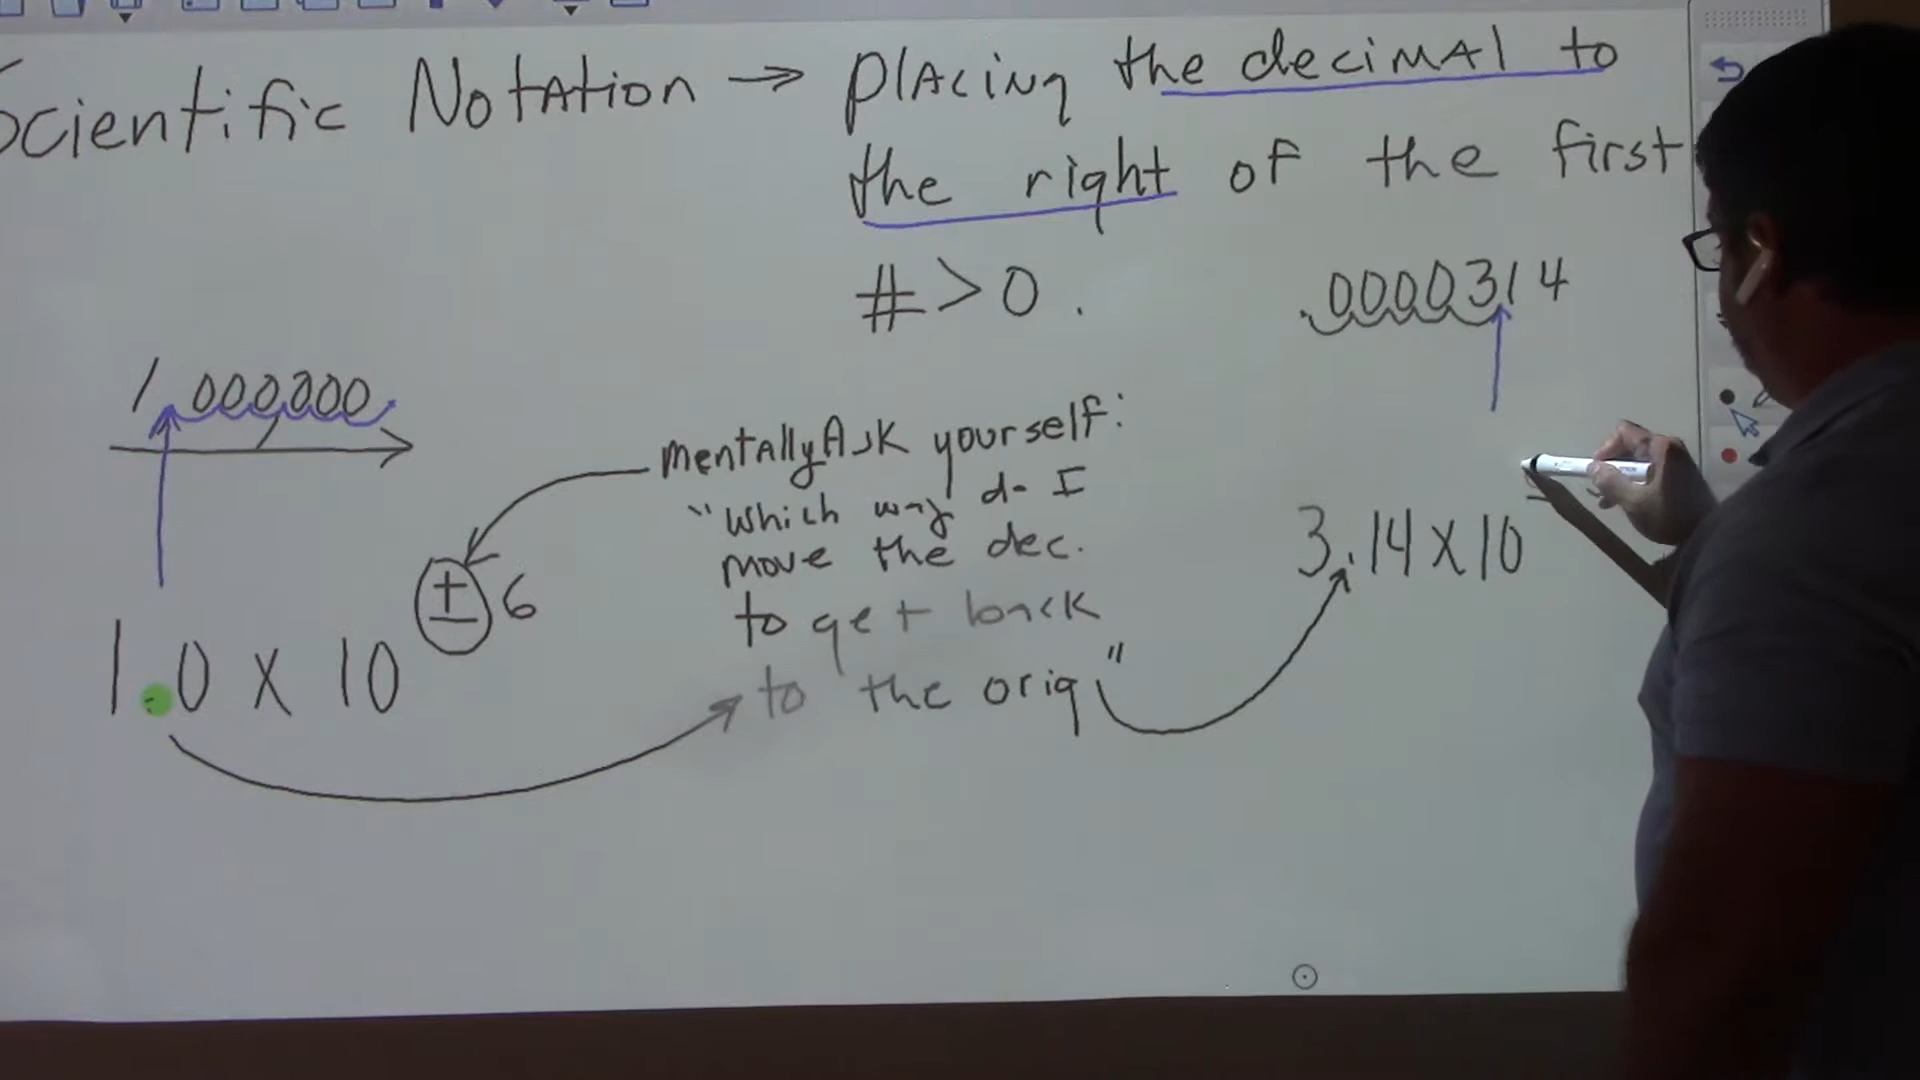 Scientific Notation → Placing the decimal to
the right of the first
# > 0 .
.0000314
1 000,000
Mentally Ask yourself:
"Which way do I
move the dec.
to get back
to the orig"
± 6
1.0 x 10
3.14 x 10